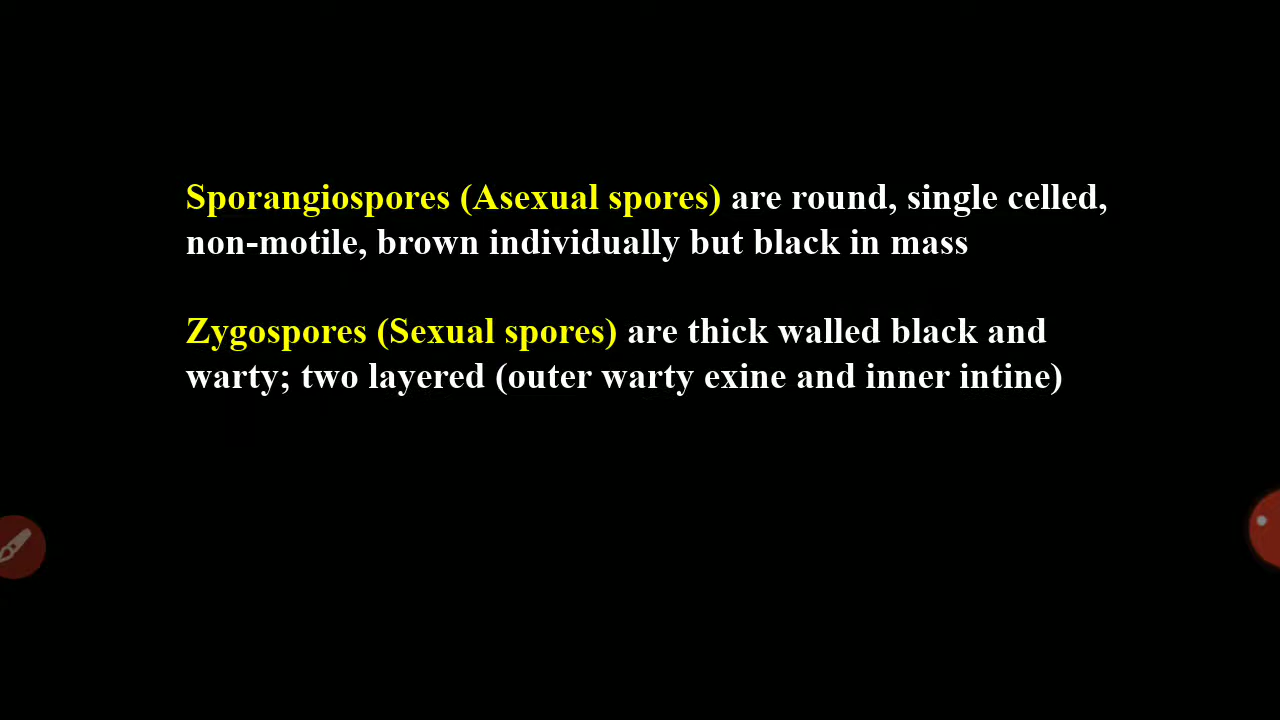 Sporangiospores (Asexual spores) are round, single celled,
non-motile, brown individually but black in mass
Zygospores (Sexual spores) are thick walled black and
warty; two layered (outer warty exine and inner intine)